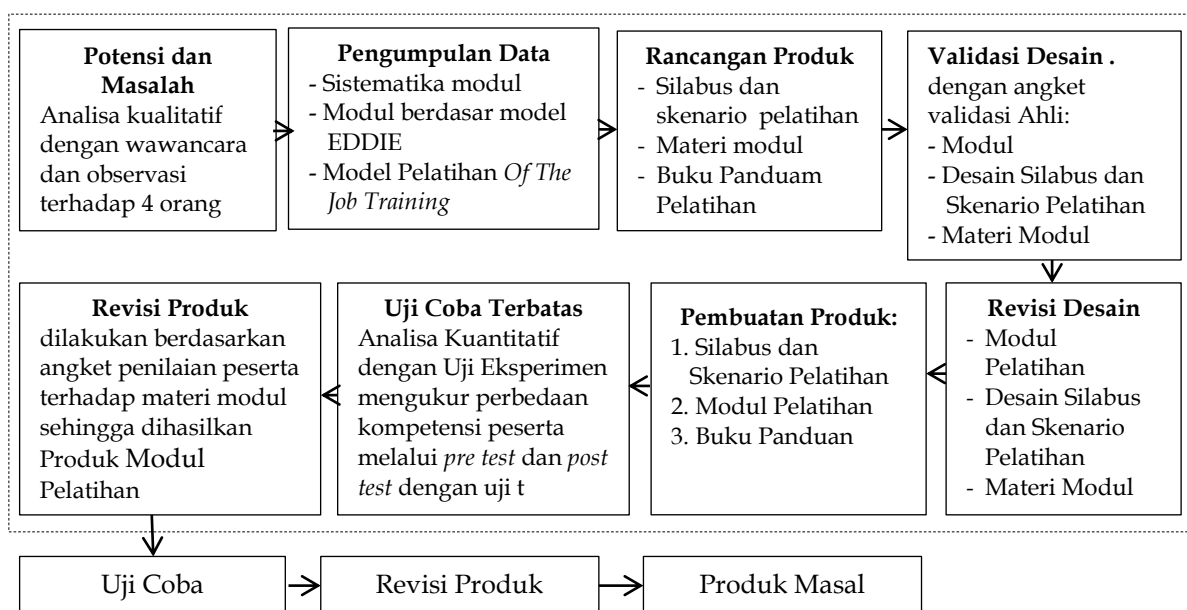 Potensi dan
Masalah
Analisa kualitatif
dengan wawancara
dan observasi
terhadap 4 orang
Pengumpulan Data
- Sistematika modul
- Modul berdasar model
EDDIE
- Model Pelatihan Of The
Job Training
Rancangan Produk
- Silabus dan
skenario pelatihan
- Materi modul
- Buku Panduam
Pelatihan
Validasi Desain .
dengan angket
validasi Ahli:
- Modul
- Desain Silabus dan
Skenario Pelatihan
- Materi Modul
Revisi Desain
- Modul
Pelatihan
- Desain Silabus
dan Skenario
Pelatihan
- Materi Modul
Pembuatan Produk:
1. Silabus dan
Skenario Pelatihan
2. Modul Pelatihan
3. Buku Panduan
Uji Coba Terbatas
Analisa Kuantitatif
dengan Uji Eksperimen
mengukur perbedaan
kompetensi peserta
melalui pre test dan post
test dengan uji t
Revisi Produk
dilakukan berdasarkan
angket penilaian peserta
terhadap materi modul
sehingga dihasilkan
Produk Modul
Pelatihan
Uji Coba
Revisi Produk
Produk Masal